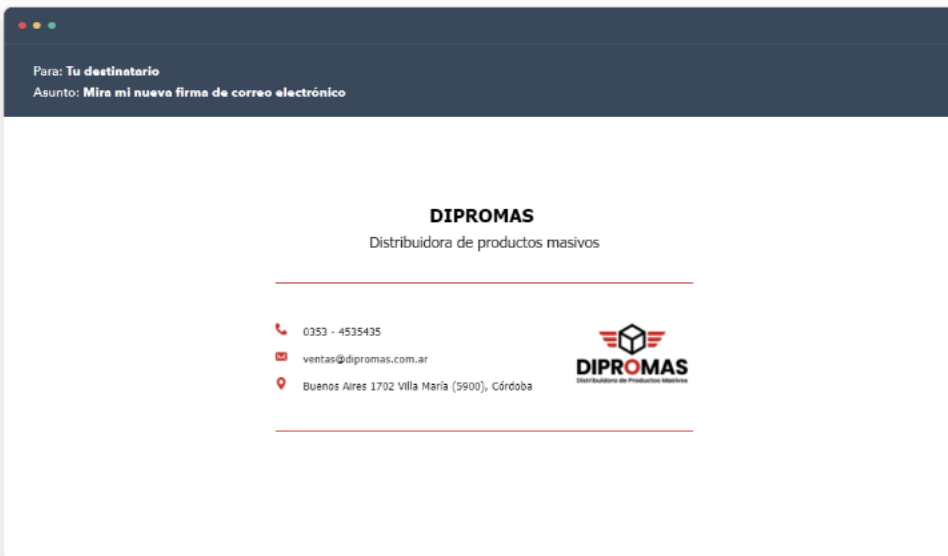 Para: Tu destinatario
Asunto: Mira mi nueva firma de correo electrónico
DIPROMAS
Distribuidora de productos masivos
0353 - 4535435
ventas@dipromas.com.ar
Buenos Aires 1702 Villa María (5900), Córdoba
DIPROMAS
Distribuidora de Productos Masivos